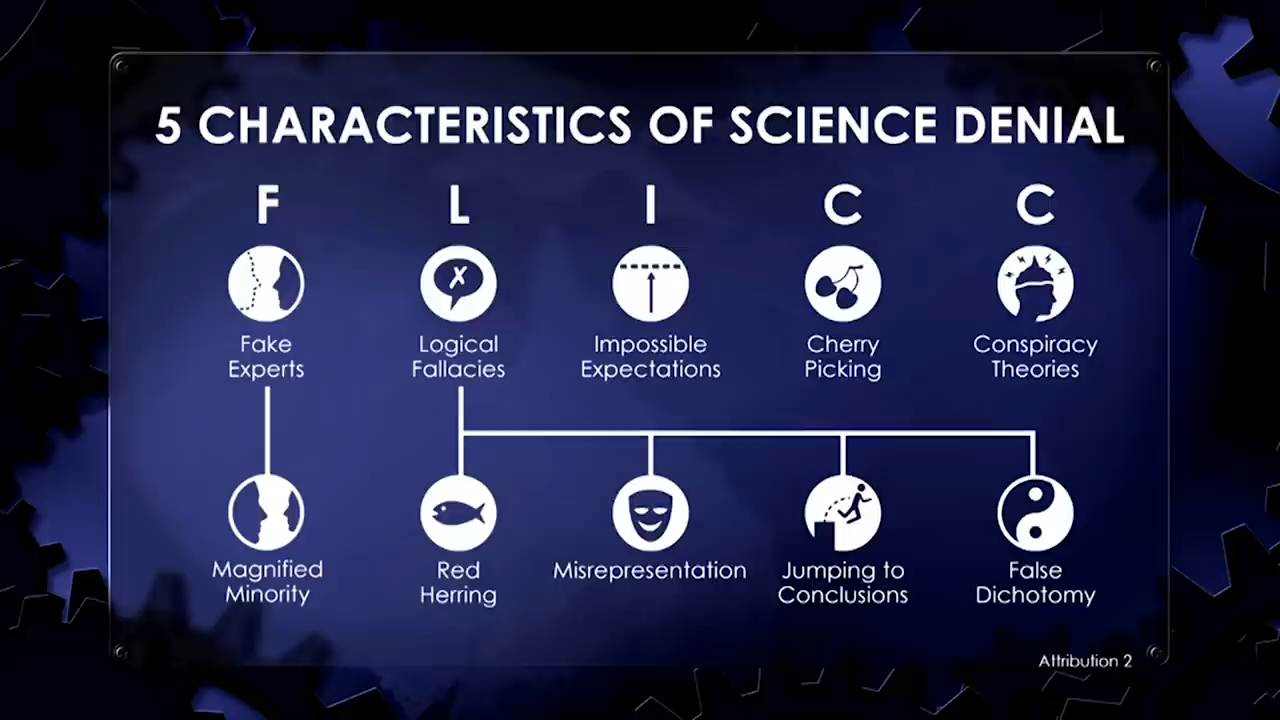 5 CHARACTERISTICS OF SCIENCE DENIAL
F L I C C
Fake Experts
Logical Fallacies
Impossible Expectations
Cherry Picking
Conspiracy Theories
Magnified Minority
Red Herring
Misrepresentation
Jumping to Conclusions
False Dichotomy
Attribution 2